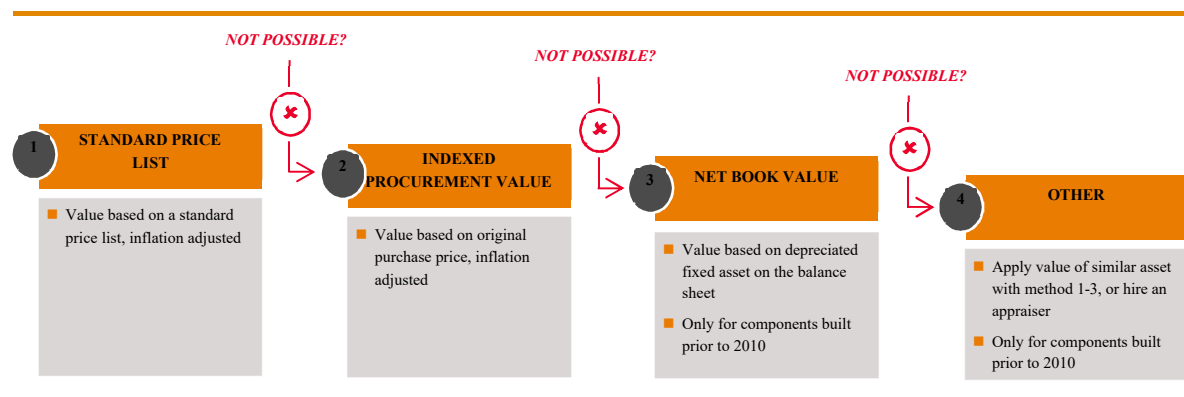 NOT POSSIBLE?
NOT POSSIBLE?
NOT POSSIBLE?
1
STANDARD PRICE
LIST
Value based on a standard
price list, inflation adjusted
2
INDEXED
PROCUREMENT VALUE
Value based on original
purchase price, inflation
adjusted
3
NET BOOK VALUE
Value based on depreciated
fixed asset on the balance
sheet
Only for components built
prior to 2010
4
OTHER
Apply value of similar asset
with method 1-3, or hire an
appraiser
Only for components built
prior to 2010